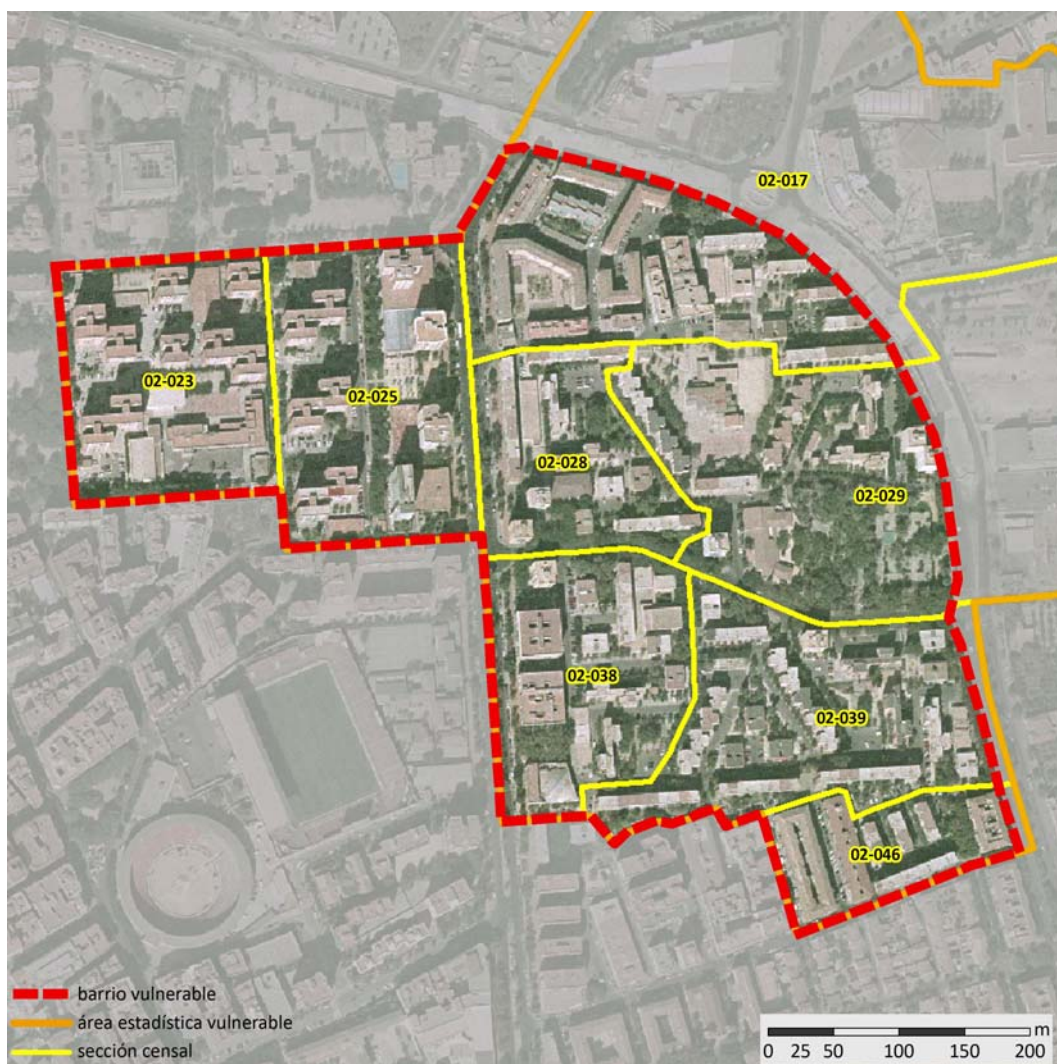 02-017
02-023
02-025
02-028
02-029
02-038
02-039
02-046
barrio vulnerable
área estadística vulnerable
sección censal
m
0 25 50 100 150 200